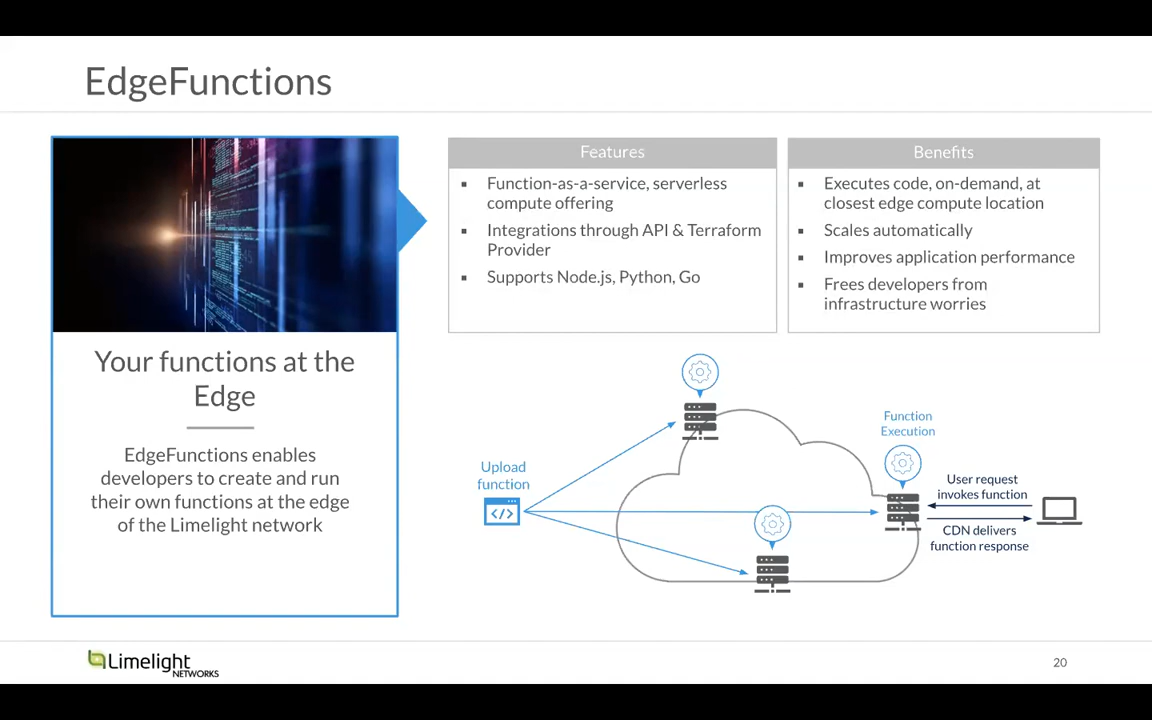 EdgeFunctions
Your functions at the
Edge
EdgeFunctions enables
developers to create and run
their own functions at the edge
of the Limelight network
Features
▪ Function-as-a-service, serverless
compute offering
▪ Integrations through API & Terraform
Provider
▪ Supports Node.js, Python, Go
Benefits
▪ Executes code, on-demand, at
closest edge compute location
▪ Scales automatically
▪ Improves application performance
▪ Frees developers from
infrastructure worries
Upload
function
</>
Function
Execution
User request
invokes function
CDN delivers
function response
Limelight
NETWORKS
20